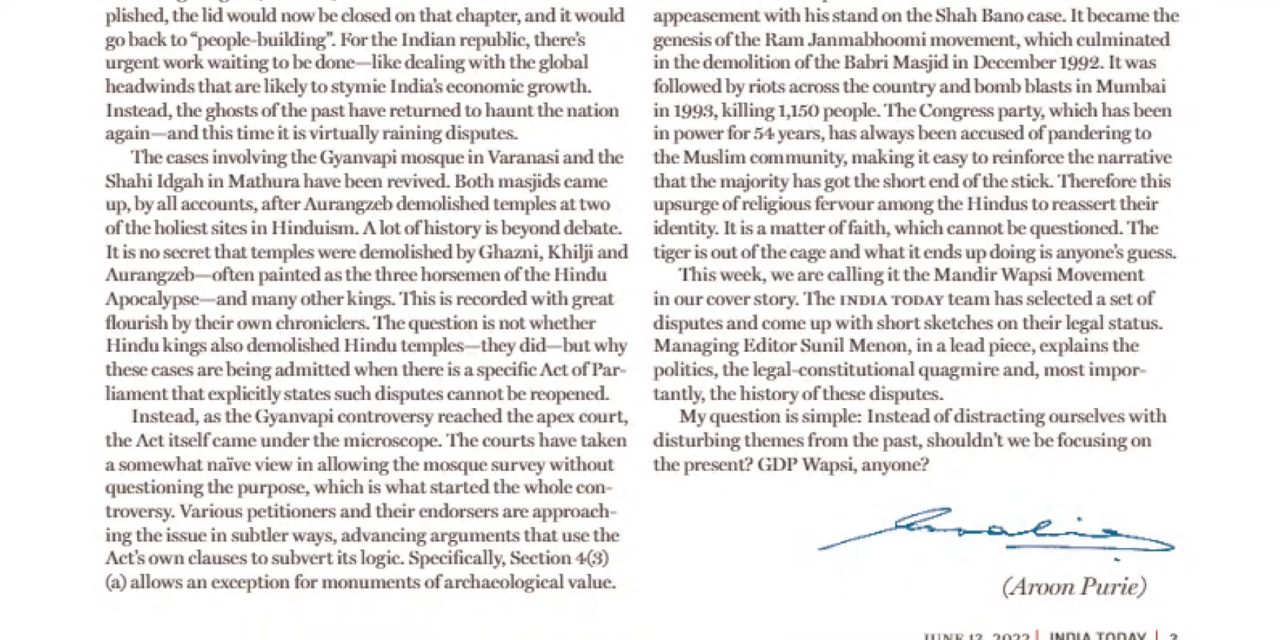 plished, the lid would now be closed on that chapter, and it would
go back to “people-building”. For the Indian republic, there’s
urgent work waiting to be done—like dealing with the global
headwinds that are likely to stymie India’s economic growth.
Instead, the ghosts of the past have returned to haunt the nation
again—and this time it is virtually raining disputes.
The cases involving the Gyanvapi mosque in Varanasi and the
Shahi Idgah in Mathura have been revived. Both masjids came
up, by all accounts, after Aurangzeb demolished temples at two
of the holiest sites in Hinduism. A lot of history is beyond debate.
It is no secret that temples were demolished by Ghazni, Khilji and
Aurangzeb—often painted as the three horsemen of the Hindu
Apocalypse—and many other kings. This is recorded with great
flourish by their own chroniclers. The question is not whether
Hindu kings also demolished Hindu temples—they did—but why
these cases are being admitted when there is a specific Act of Par-
liament that explicitly states such disputes cannot be reopened.
Instead, as the Gyanvapi controversy reached the apex court,
the Act itself came under the microscope. The courts have taken
a somewhat naïve view in allowing the mosque survey without
questioning the purpose, which is what started the whole con-
troversy. Various petitioners and their endorsers are approach-
ing the issue in subtler ways, advancing arguments that use the
Act’s own clauses to subvert its logic. Specifically, Section 4(3)
(a) allows an exception for monuments of archaeological value.
appeasement with his stand on the Shah Bano case. It became the
genesis of the Ram Janmabhoomi movement, which culminated
in the demolition of the Babri Masjid in December 1992. It was
followed by riots across the country and bomb blasts in Mumbai
in 1993, killing 1,150 people. The Congress party, which has been
in power for 54 years, has always been accused of pandering to
the Muslim community, making it easy to reinforce the narrative
that the majority has got the short end of the stick. Therefore this
upsurge of religious fervour among the Hindus to reassert their
identity. It is a matter of faith, which cannot be questioned. The
tiger is out of the cage and what it ends up doing is anyone’s guess.
This week, we are calling it the Mandir Wapsi Movement
in our cover story. The INDIA TODAY team has selected a set of
disputes and come up with short sketches on their legal status.
Managing Editor Sunil Menon, in a lead piece, explains the
politics, the legal-constitutional quagmire and, most impor-
tantly, the history of these disputes.
My question is simple: Instead of distracting ourselves with
disturbing themes from the past, shouldn’t we be focusing on
the present? GDP Wapsi, anyone?
(Aroon Purie)
JUNE 13, 2022 | INDIA TODAY | 3